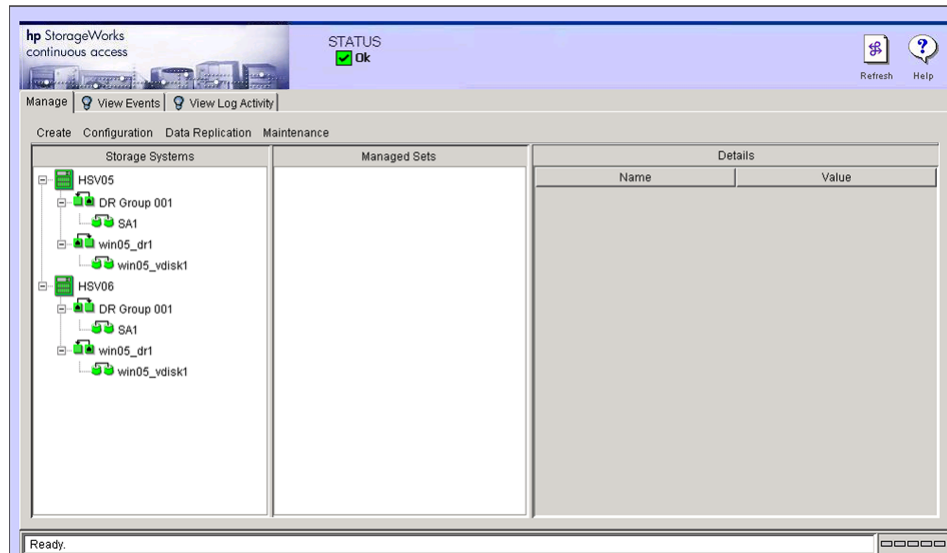 hp StorageWorks
continuous access
STATUS
Ok
Refresh Help
Manage View Events View Log Activity
Create Configuration Data Replication Maintenance
Storage Systems Managed Sets Details
Name Value
HSV05
DR Group 001
SA1
win05_dr1
win05_vdisk1
HSV06
DR Group 001
SA1
win05_dr1
win05_vdisk1
Ready.